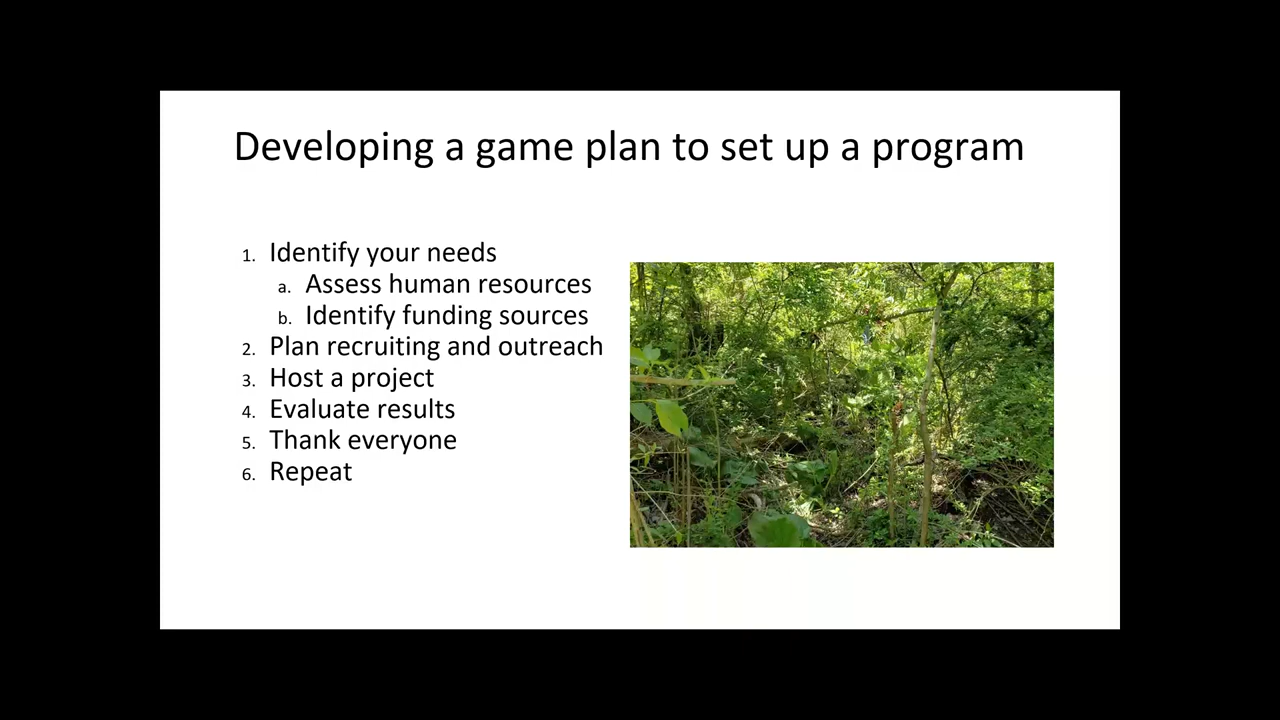 Developing a game plan to set up a program
1. Identify your needs
a. Assess human resources
b. Identify funding sources
2. Plan recruiting and outreach
3. Host a project
4. Evaluate results
5. Thank everyone
6. Repeat